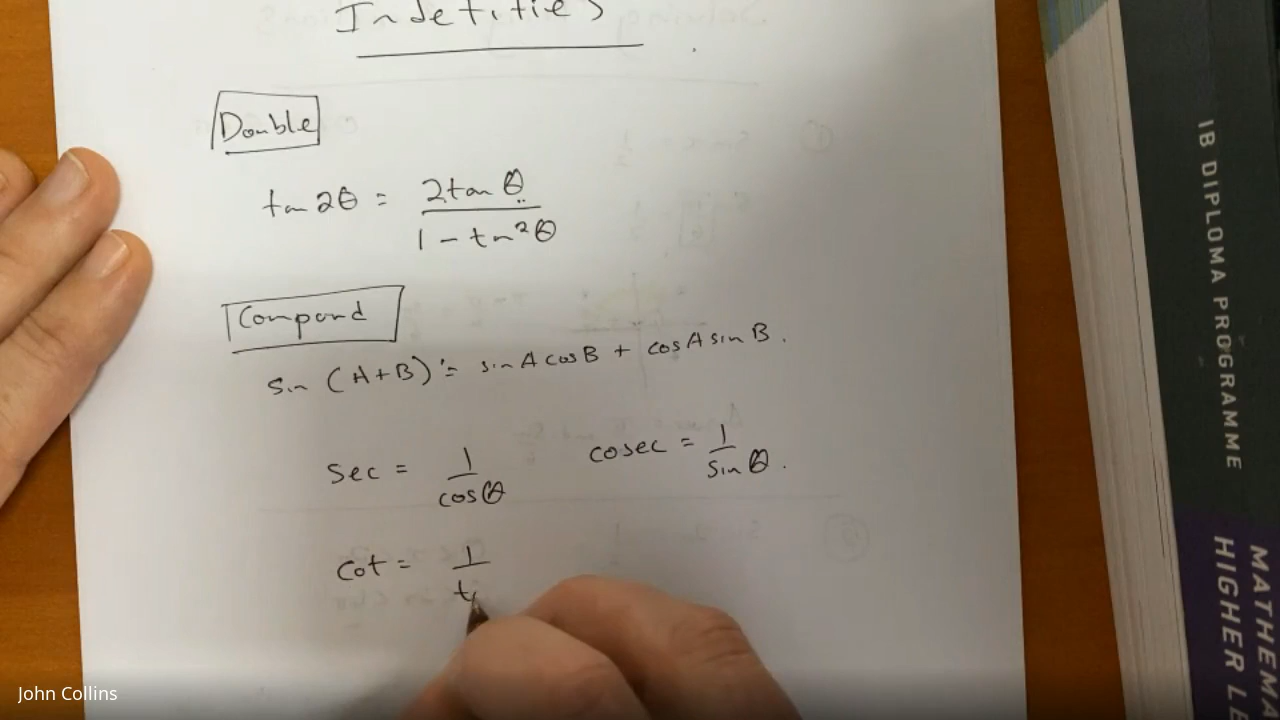 Indetities
Double
tan 2θ = 2tan θ / 1 - tan²θ
Compond
Sin (A+B) = sin A cos B + cos A sin B.
Sec = 1 / cos θ
cosec = 1 / Sin θ.
Cot = 1 / t
IB DIPLOMA PROGRAMME
MATHEMA
HIGHER LE
John Collins